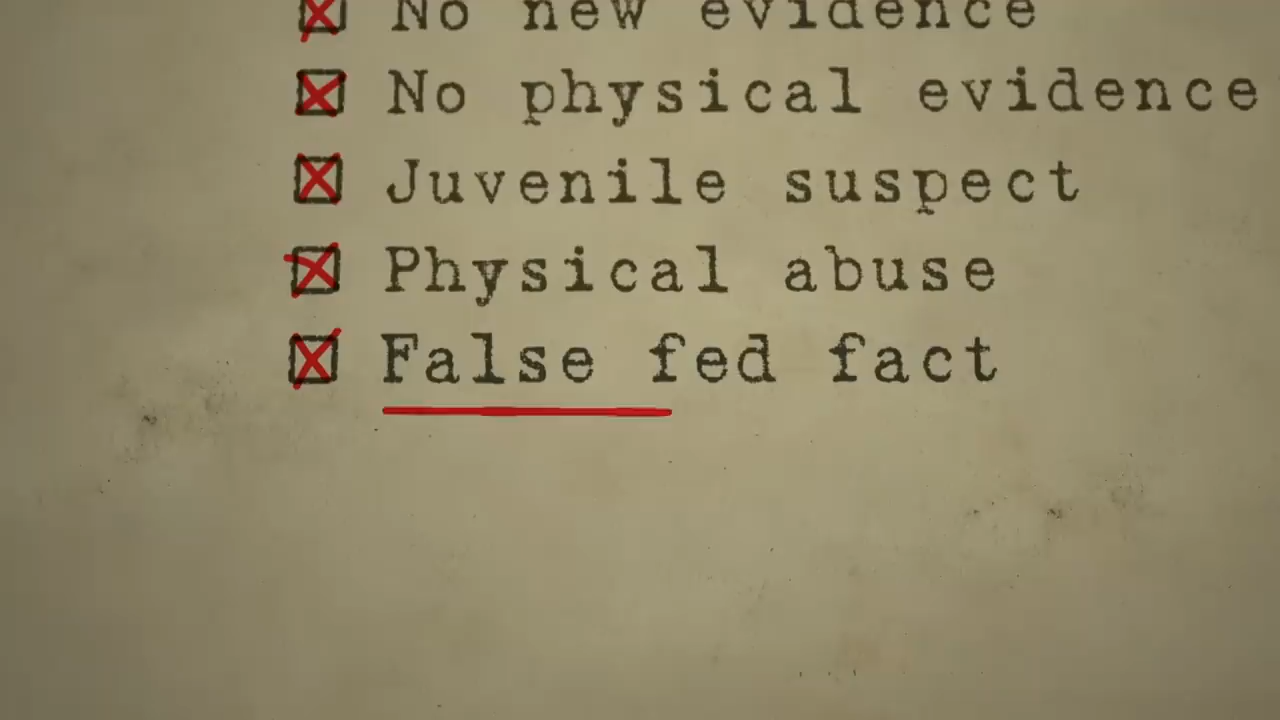 No new evidence
No physical evidence
Juvenile suspect
Physical abuse
False fed fact